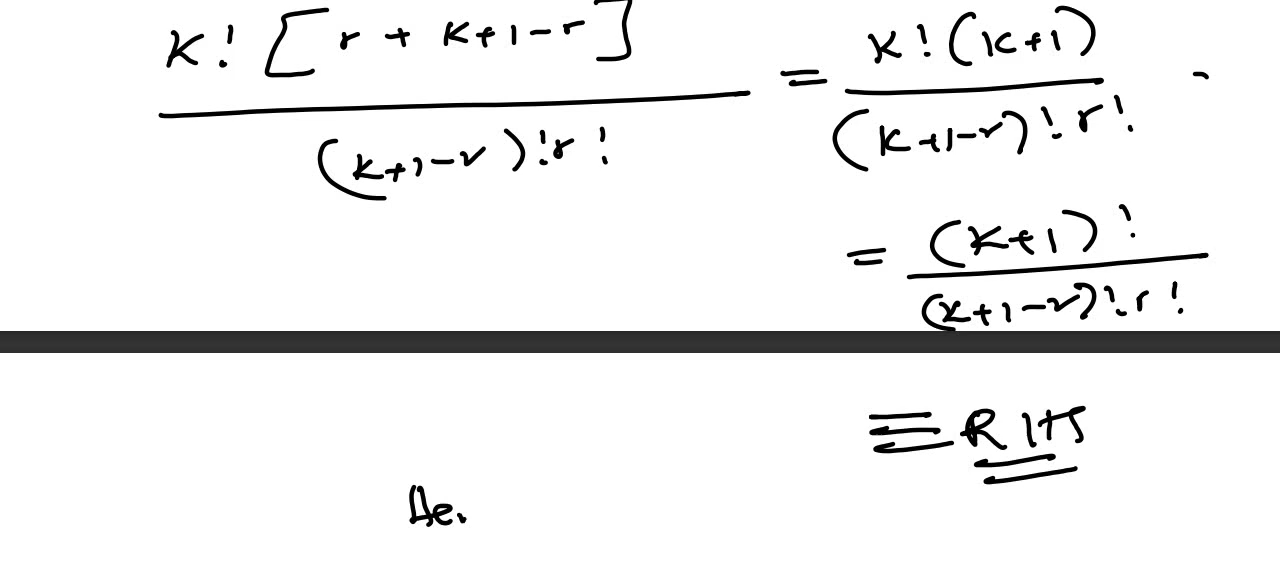 K! [r + K+1-r] / (K+1-r)!r! = K!(K+1) / (K+1-r)!r!
= (K+1)! / (K+1-r)!r!
≡ RHS